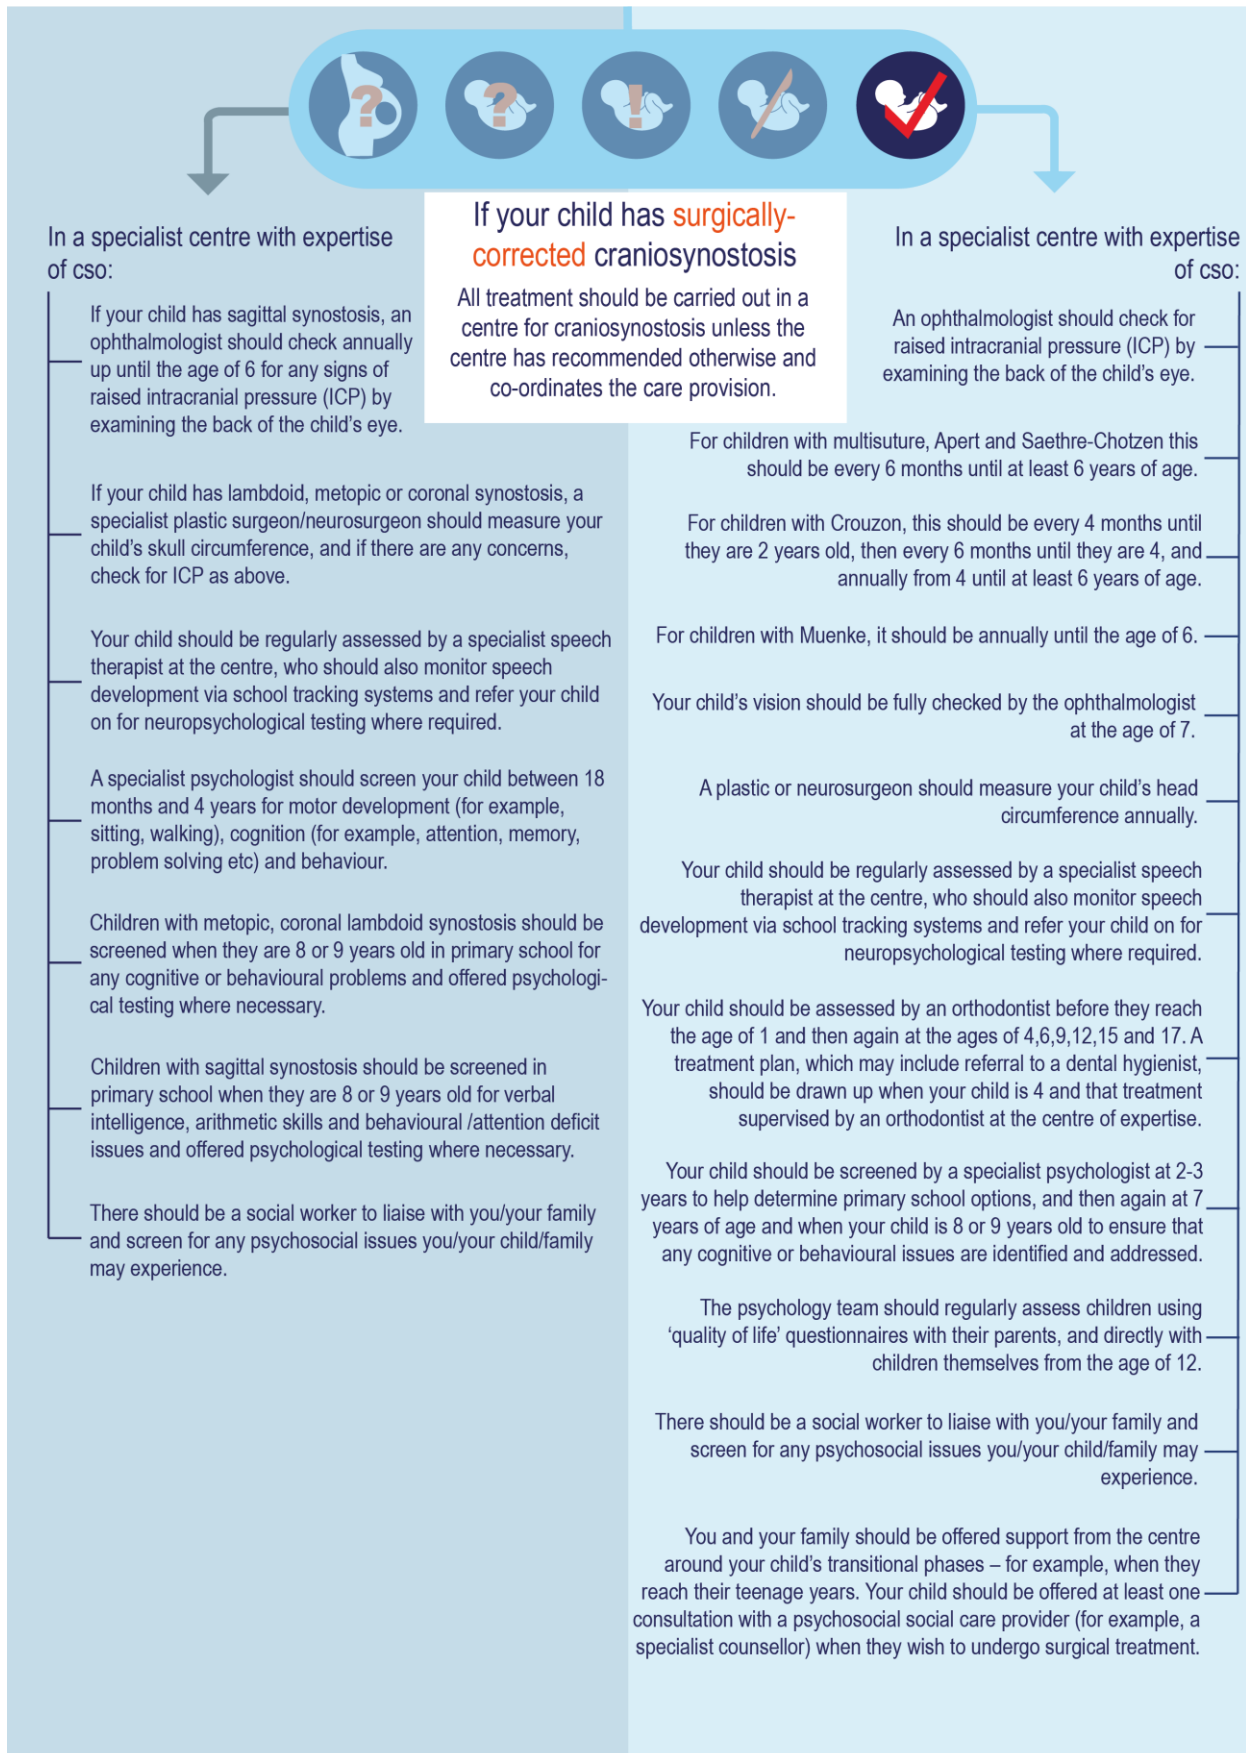 ?
?
!
If your child has surgically-
corrected craniosynostosis
All treatment should be carried out in a
centre for craniosynostosis unless the
centre has recommended otherwise and
co-ordinates the care provision.
In a specialist centre with expertise
of cso:
If your child has sagittal synostosis, an
ophthalmologist should check annually
up until the age of 6 for any signs of
raised intracranial pressure (ICP) by
examining the back of the child's eye.
If your child has lambdoid, metopic or coronal synostosis, a
specialist plastic surgeon/neurosurgeon should measure your
child's skull circumference, and if there are any concerns,
check for ICP as above.
Your child should be regularly assessed by a specialist speech
therapist at the centre, who should also monitor speech
development via school tracking systems and refer your child
on for neuropsychological testing where required.
A specialist psychologist should screen your child between 18
months and 4 years for motor development (for example,
sitting, walking), cognition (for example, attention, memory,
problem solving etc) and behaviour.
Children with metopic, coronal lambdoid synostosis should be
screened when they are 8 or 9 years old in primary school for
any cognitive or behavioural problems and offered psychologi-
cal testing where necessary.
Children with sagittal synostosis should be screened in
primary school when they are 8 or 9 years old for verbal
intelligence, arithmetic skills and behavioural /attention deficit
issues and offered psychological testing where necessary.
There should be a social worker to liaise with you/your family
and screen for any psychosocial issues you/your child/family
may experience.
In a specialist centre with expertise
of cso:
An ophthalmologist should check for
raised intracranial pressure (ICP) by
examining the back of the child's eye.
For children with multisuture, Apert and Saethre-Chotzen this
should be every 6 months until at least 6 years of age.
For children with Crouzon, this should be every 4 months until
they are 2 years old, then every 6 months until they are 4, and
annually from 4 until at least 6 years of age.
For children with Muenke, it should be annually until the age of 6.
Your child's vision should be fully checked by the ophthalmologist
at the age of 7.
A plastic or neurosurgeon should measure your child's head
circumference annually.
Your child should be regularly assessed by a specialist speech
therapist at the centre, who should also monitor speech
development via school tracking systems and refer your child on for
neuropsychological testing where required.
Your child should be assessed by an orthodontist before they reach
the age of 1 and then again at the ages of 4,6,9,12,15 and 17. A
treatment plan, which may include referral to a dental hygienist,
should be drawn up when your child is 4 and that treatment
supervised by an orthodontist at the centre of expertise.
Your child should be screened by a specialist psychologist at 2-3
years to help determine primary school options, and then again at 7
years of age and when your child is 8 or 9 years old to ensure that
any cognitive or behavioural issues are identified and addressed.
The psychology team should regularly assess children using
‘quality of life’ questionnaires with their parents, and directly with
children themselves from the age of 12.
There should be a social worker to liaise with you/your family and
screen for any psychosocial issues you/your child/family may
experience.
You and your family should be offered support from the centre
around your child's transitional phases – for example, when they
reach their teenage years. Your child should be offered at least one
consultation with a psychosocial social care provider (for example, a
specialist counsellor) when they wish to undergo surgical treatment.